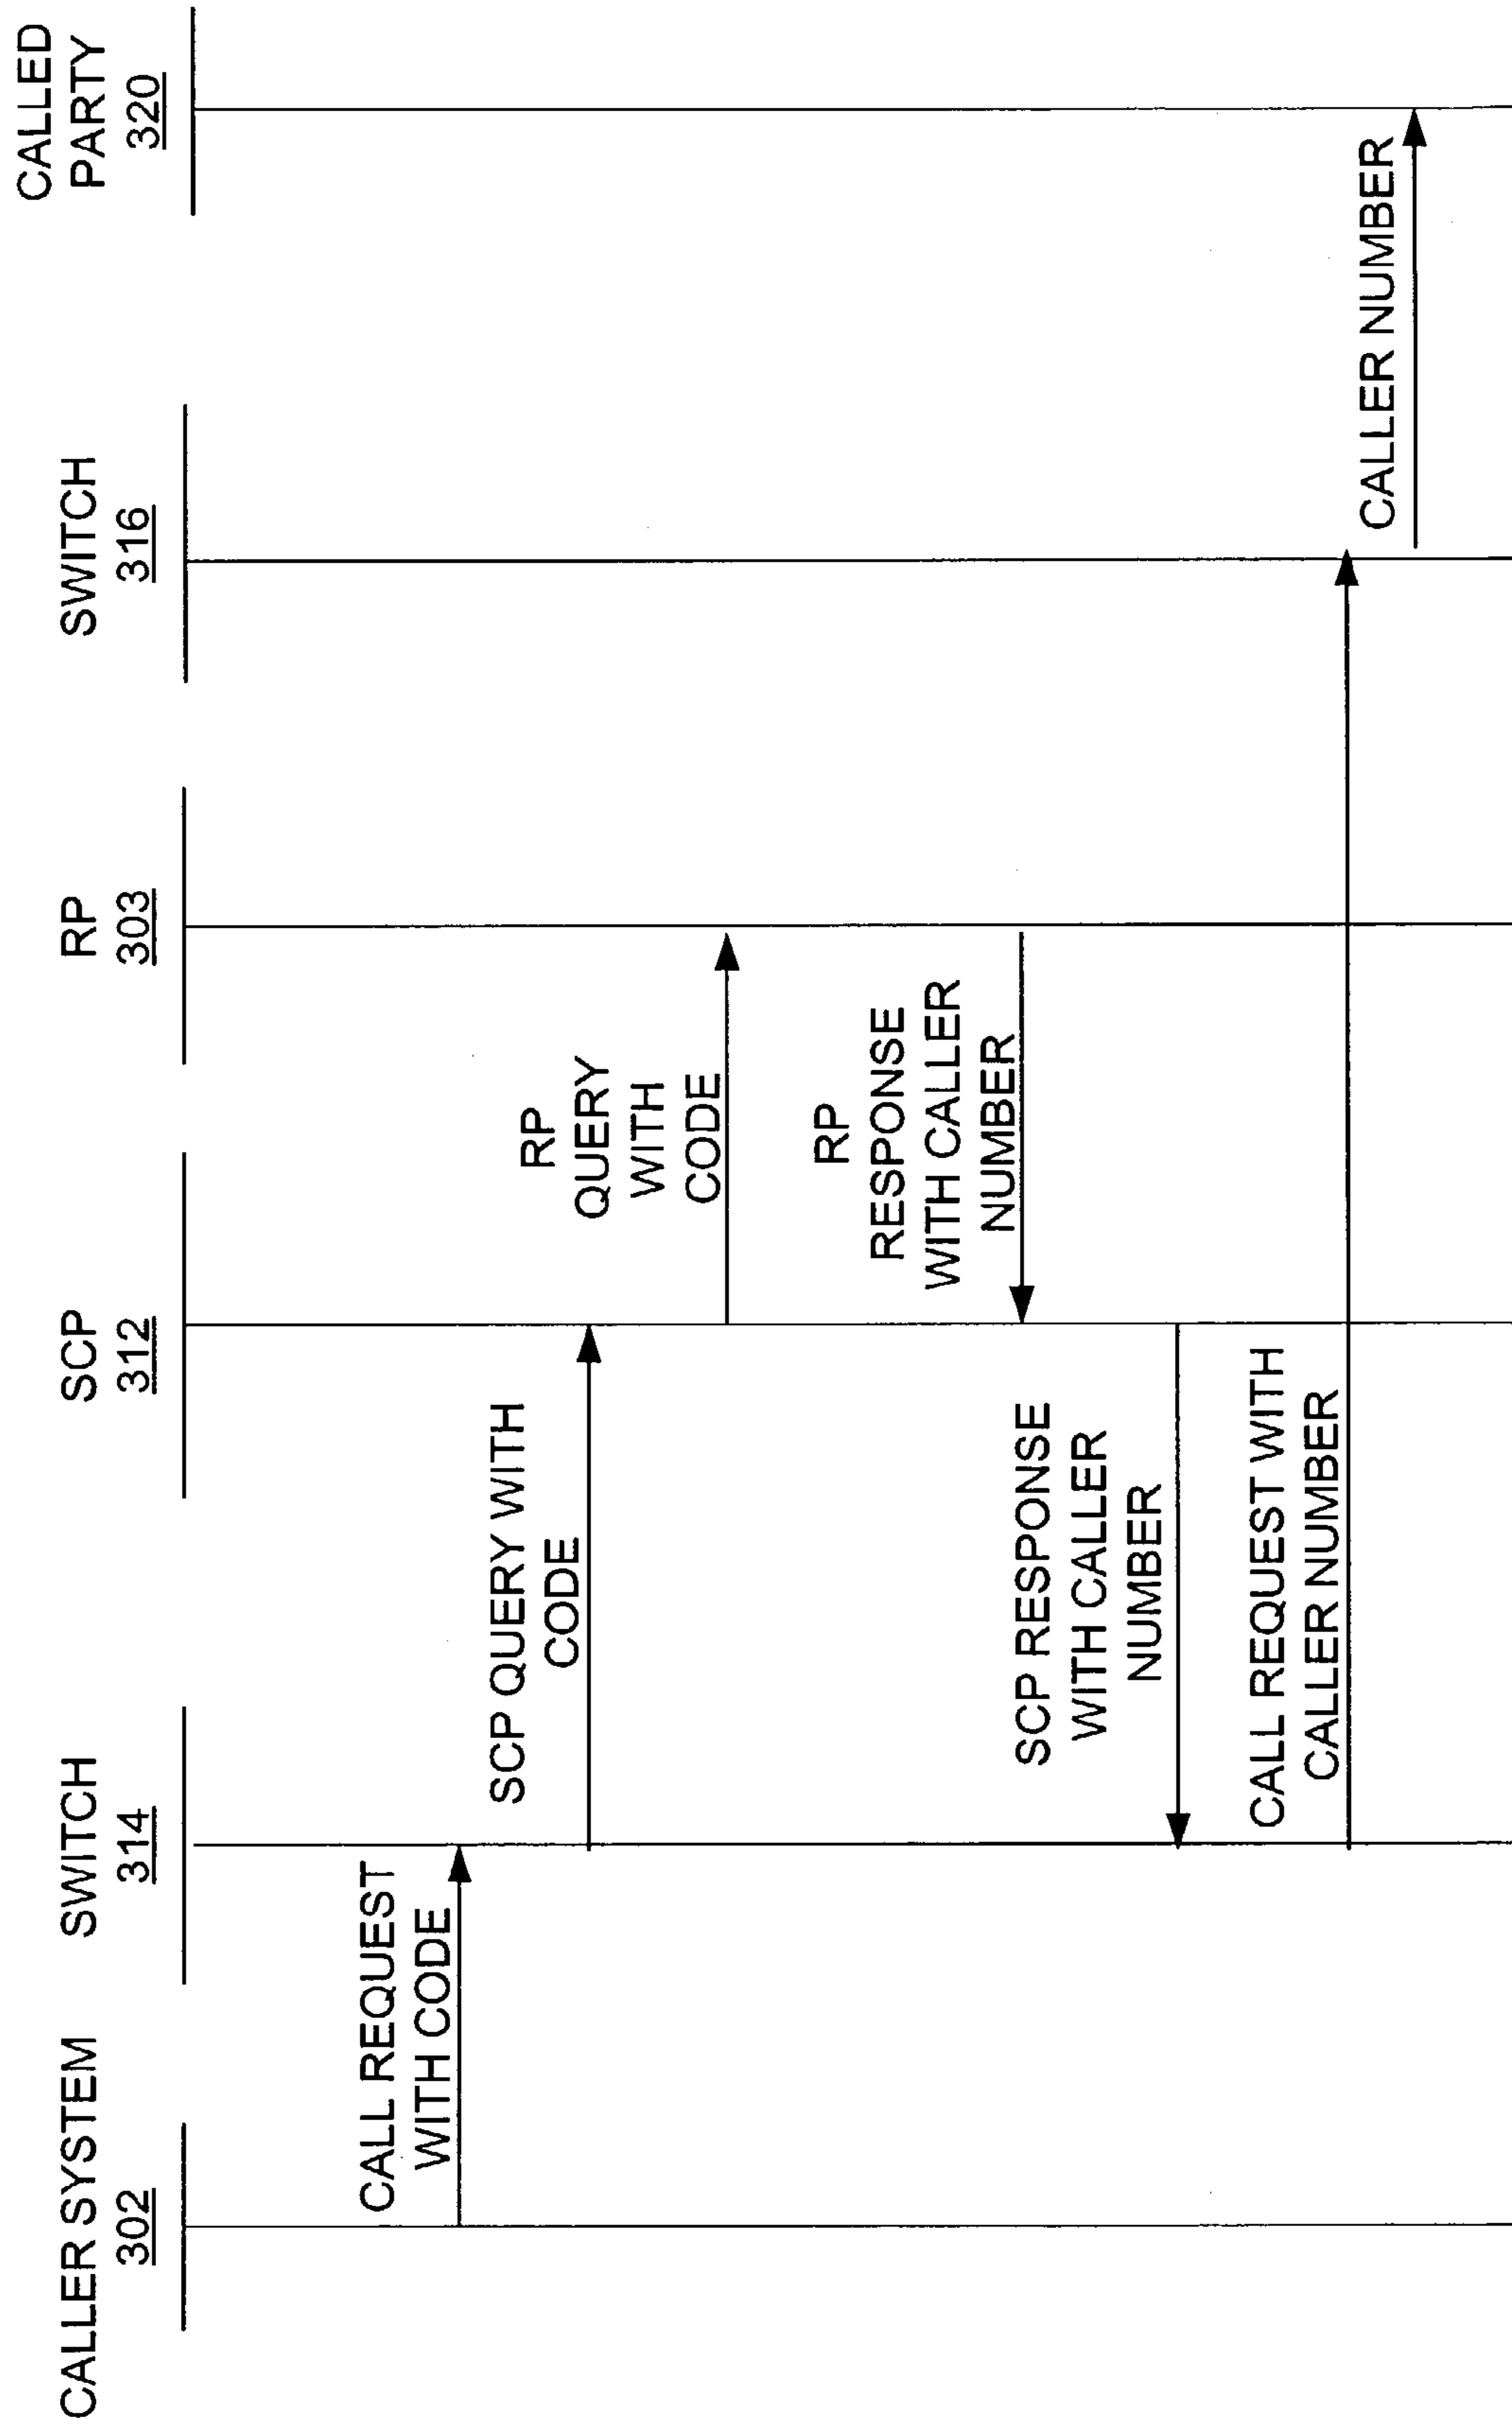 CALLER SYSTEM
302
SWITCH
314
SCP
312
RP
303
SWITCH
316
CALLED
PARTY
320
CALL REQUEST
WITH CODE
SCP QUERY WITH
CODE
RP
QUERY
WITH
CODE
RP
RESPONSE
WITH CALLER
NUMBER
SCP RESPONSE
WITH CALLER
NUMBER
CALL REQUEST WITH
CALLER NUMBER
CALLER NUMBER